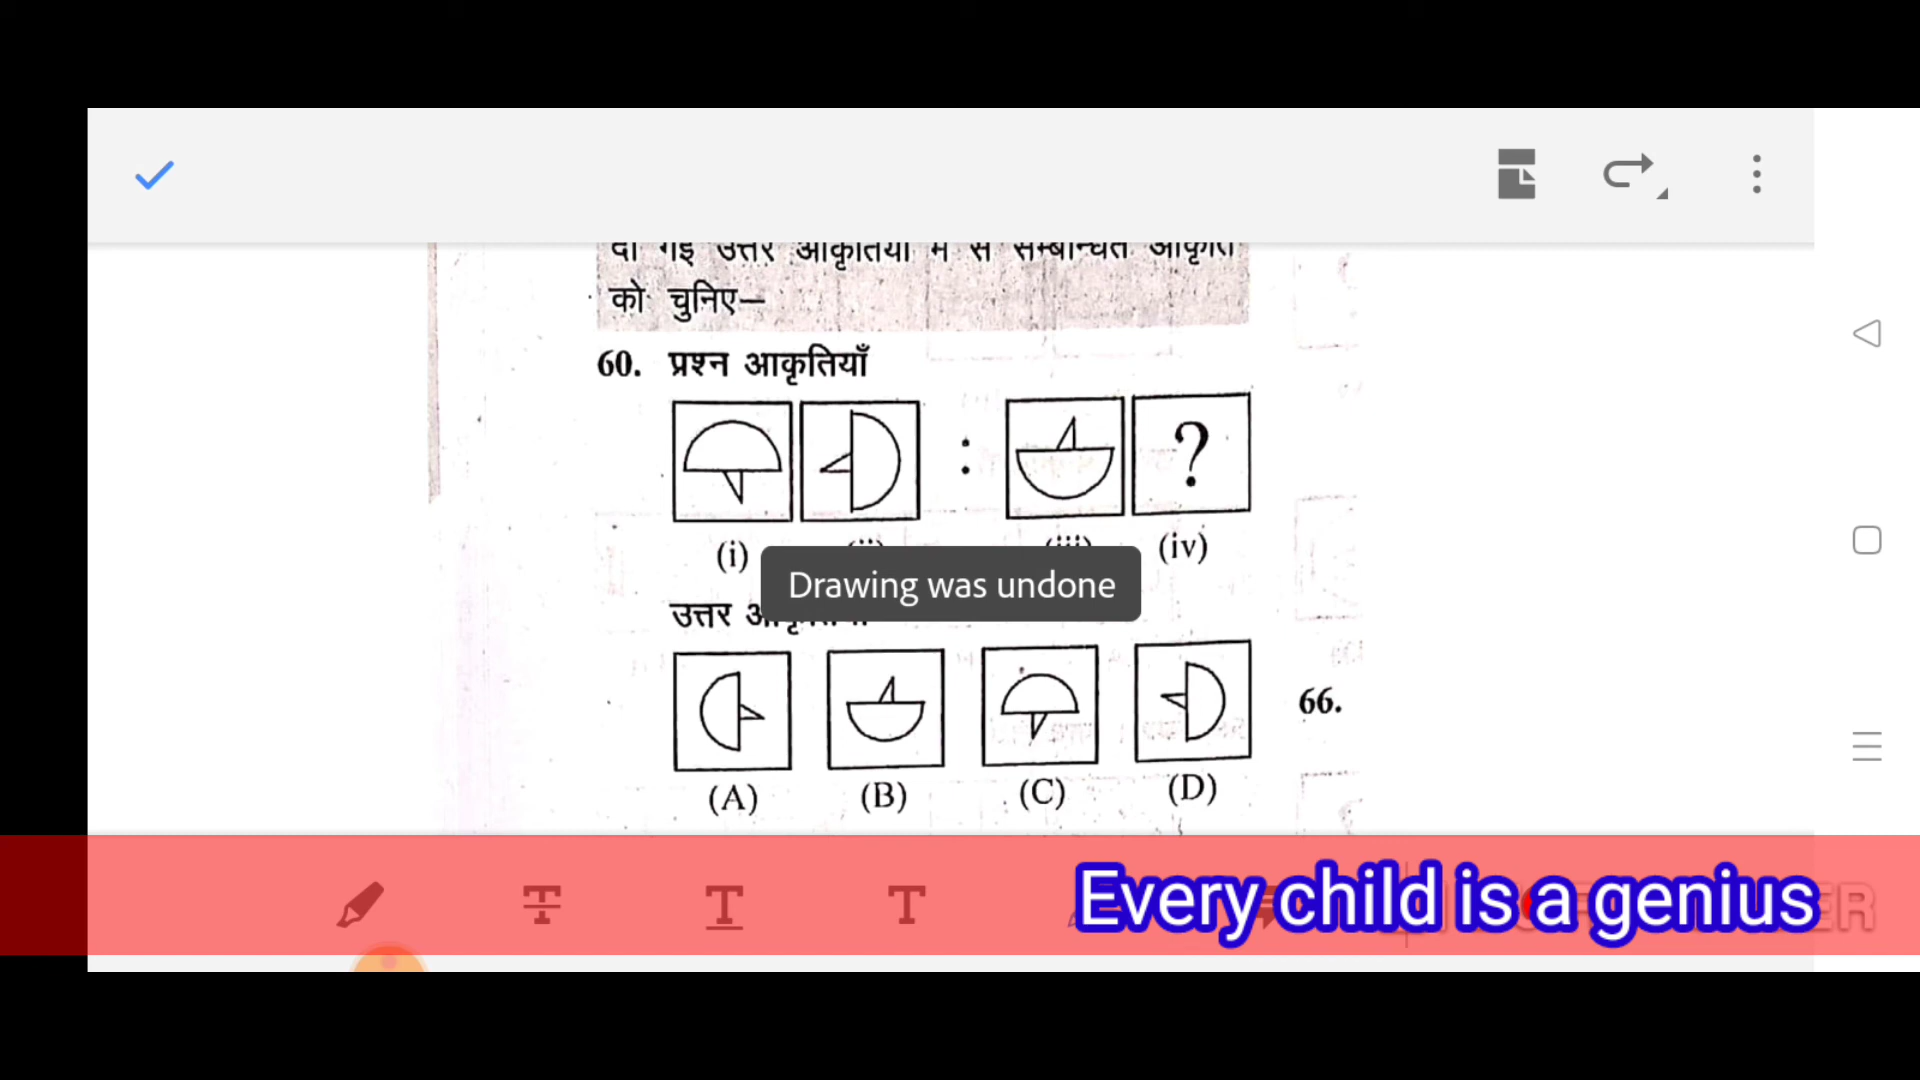 को चुनिए–
60. प्रश्न आकृतियाँ
:
?
(i)
(iv)
Drawing was undone
उत्तर
(A) (B) (C) (D)
66.
T T T
Every child is a genius